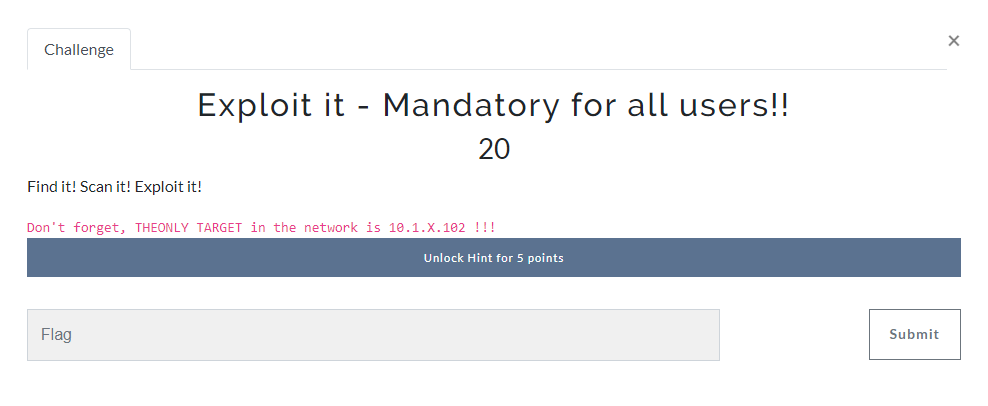 Challenge
×
Exploit it - Mandatory for all users!!
20
Find it! Scan it! Exploit it!
Don't forget, THEONLY TARGET in the network is 10.1.X.102 !!!
Unlock Hint for 5 points
Flag
Submit